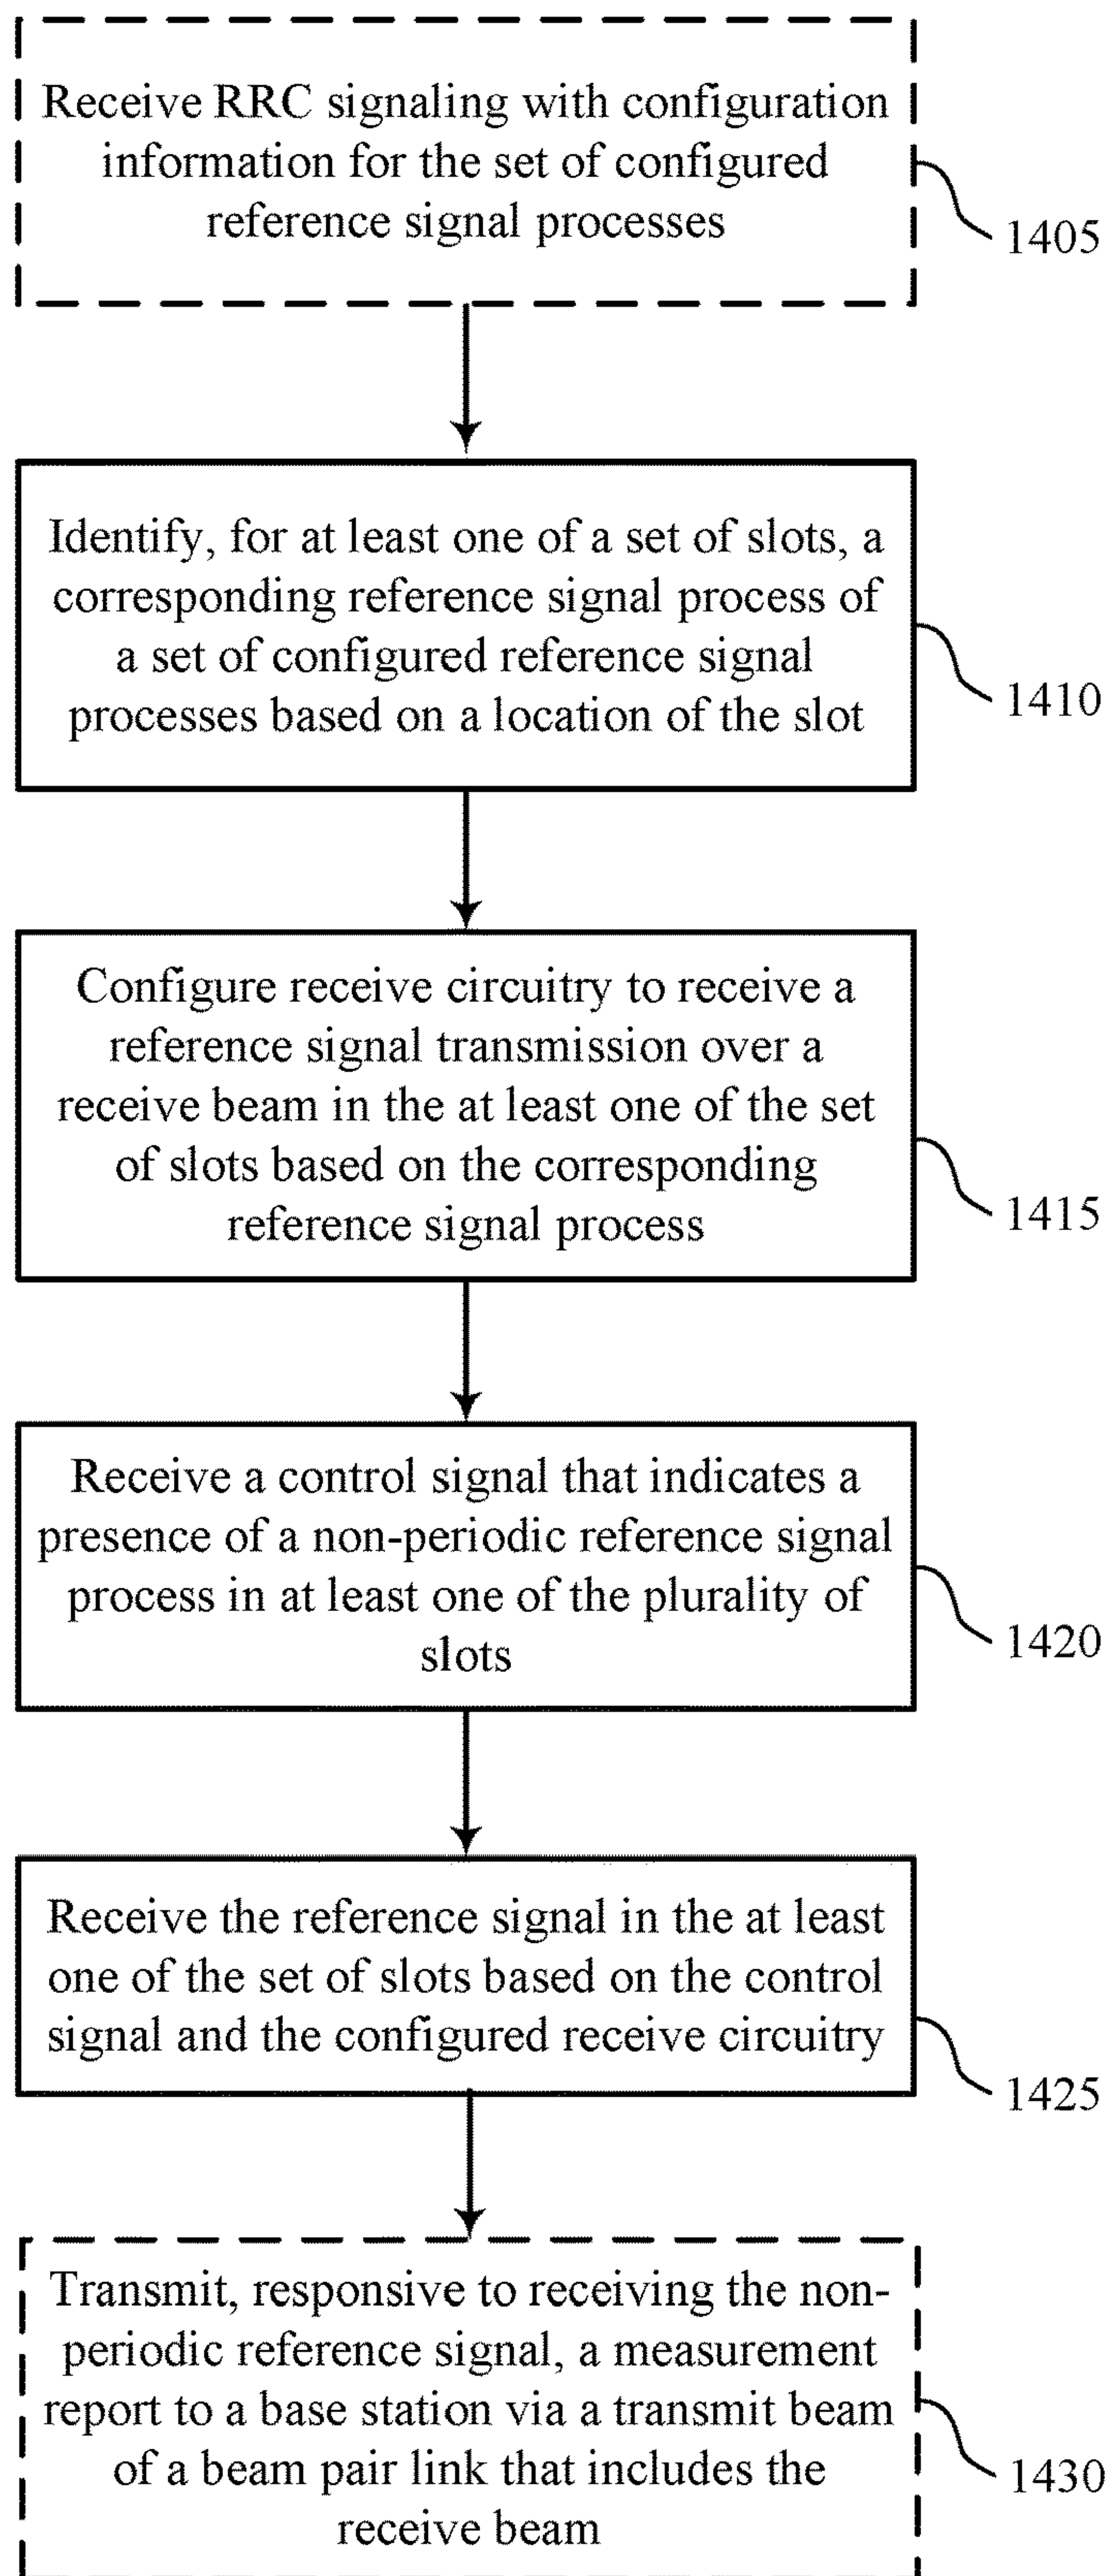 Receive RRC signaling with configuration
information for the set of configured
reference signal processes
1405
Identify, for at least one of a set of slots, a
corresponding reference signal process of
a set of configured reference signal
processes based on a location of the slot
1410
Configure receive circuitry to receive a
reference signal transmission over a
receive beam in the at least one of the set
of slots based on the corresponding
reference signal process
1415
Receive a control signal that indicates a
presence of a non-periodic reference signal
process in at least one of the plurality of
slots
1420
Receive the reference signal in the at least
one of the set of slots based on the control
signal and the configured receive circuitry
1425
Transmit, responsive to receiving the non-
periodic reference signal, a measurement
report to a base station via a transmit beam
of a beam pair link that includes the
receive beam
1430